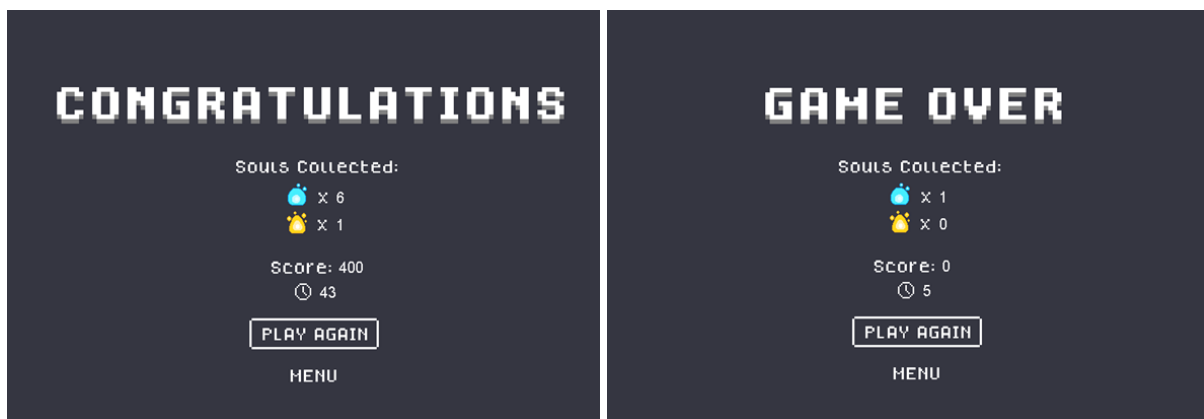 CONGRATULATIONS
Souls Collected:
X 6
X 1
Score: 400
43
PLAY AGAIN
MENU
GAME OVER
Souls Collected:
X 1
X 0
Score: 0
5
PLAY AGAIN
MENU